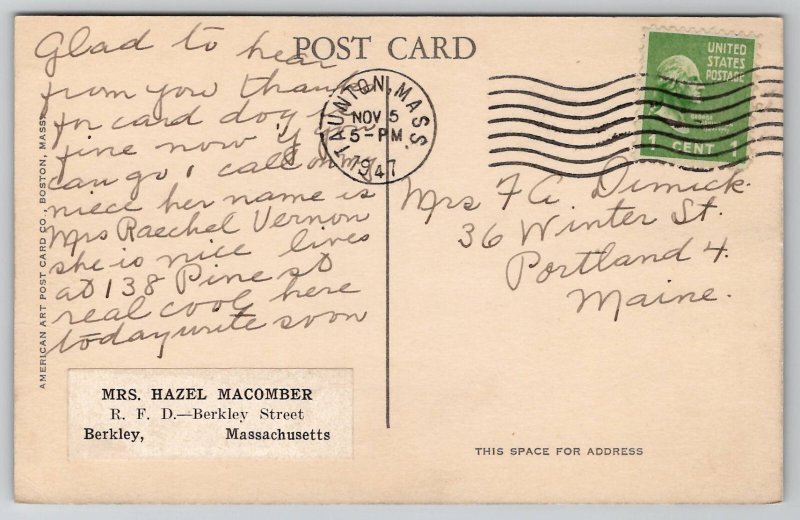 POST CARD
Glad to hear
from you thanks
for card dog is
fine now if you
can go & call on my
niece her name is
Mrs Raechel Vernon
she is nice lives
at 138 Pine st
real cool here
today write soon
MRS. HAZEL MACOMBER
R. F. D.—Berkley Street
Berkley, Massachusetts
AMERICAN ART POST CARD CO., BOSTON, MASS.
TAUNTON, MASS.
NOV 5
5-PM
1947
UNITED
STATES
POSTAGE
1 CENT 1
Mrs F A. Dimick.
36 Winter St.
Portland 4.
Maine.
THIS SPACE FOR ADDRESS